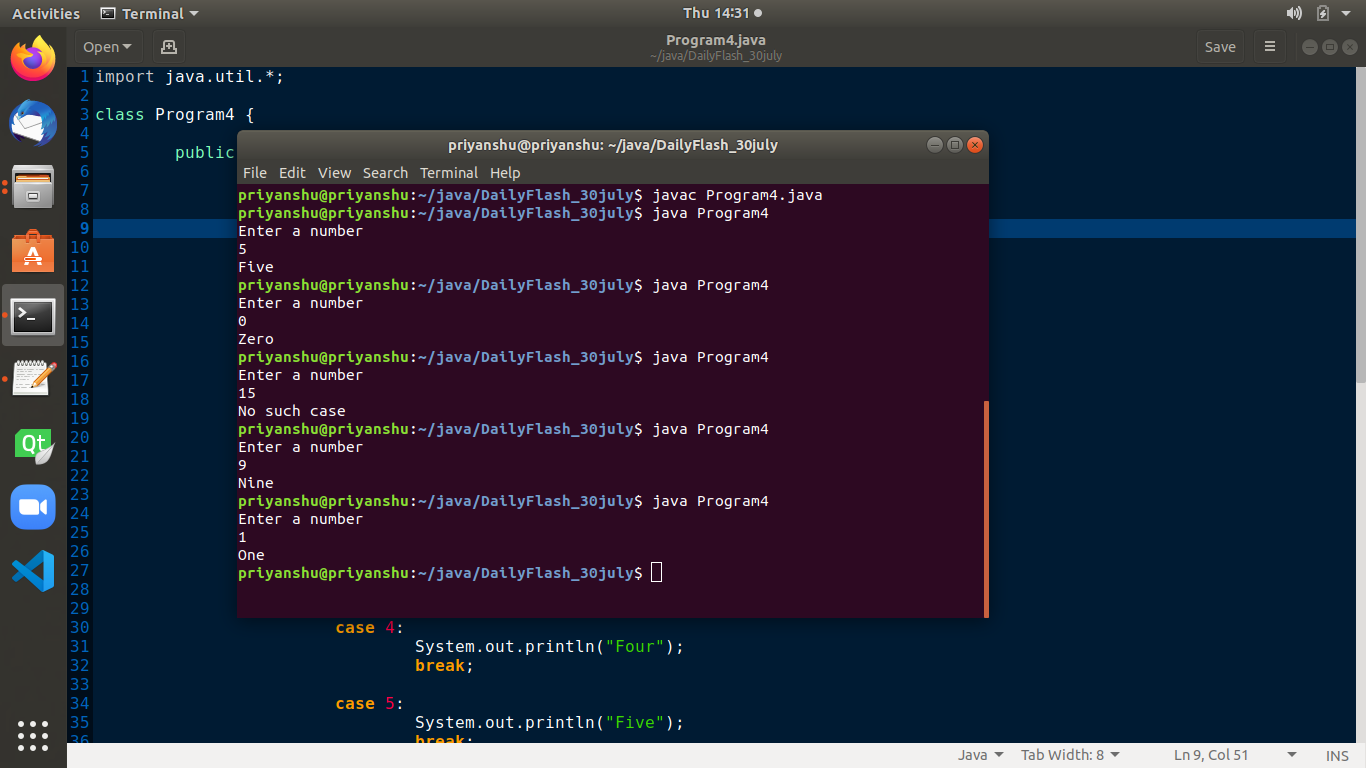 Activities Terminal Thu 14:31
Open Program4.java Save
~/java/DailyFlash_30july
1 import java.util.*;
2
3 class Program4 {
4
5 public
6
7
8
9
10
11
12
13
14
15
16
17
18
19
20
21
22
23
24
25
26
27
28
29
priyanshu@priyanshu: ~/java/DailyFlash_30july
File Edit View Search Terminal Help
priyanshu@priyanshu:~/java/DailyFlash_30july$ javac Program4.java
priyanshu@priyanshu:~/java/DailyFlash_30july$ java Program4
Enter a number
5
Five
priyanshu@priyanshu:~/java/DailyFlash_30july$ java Program4
Enter a number
0
Zero
priyanshu@priyanshu:~/java/DailyFlash_30july$ java Program4
Enter a number
15
No such case
priyanshu@priyanshu:~/java/DailyFlash_30july$ java Program4
Enter a number
9
Nine
priyanshu@priyanshu:~/java/DailyFlash_30july$ java Program4
Enter a number
1
One
priyanshu@priyanshu:~/java/DailyFlash_30july$
30 case 4:
31 System.out.println("Four");
32 break;
33
34 case 5:
35 System.out.println("Five");
36 break;
Qt
Java Tab Width: 8 Ln 9, Col 51 INS